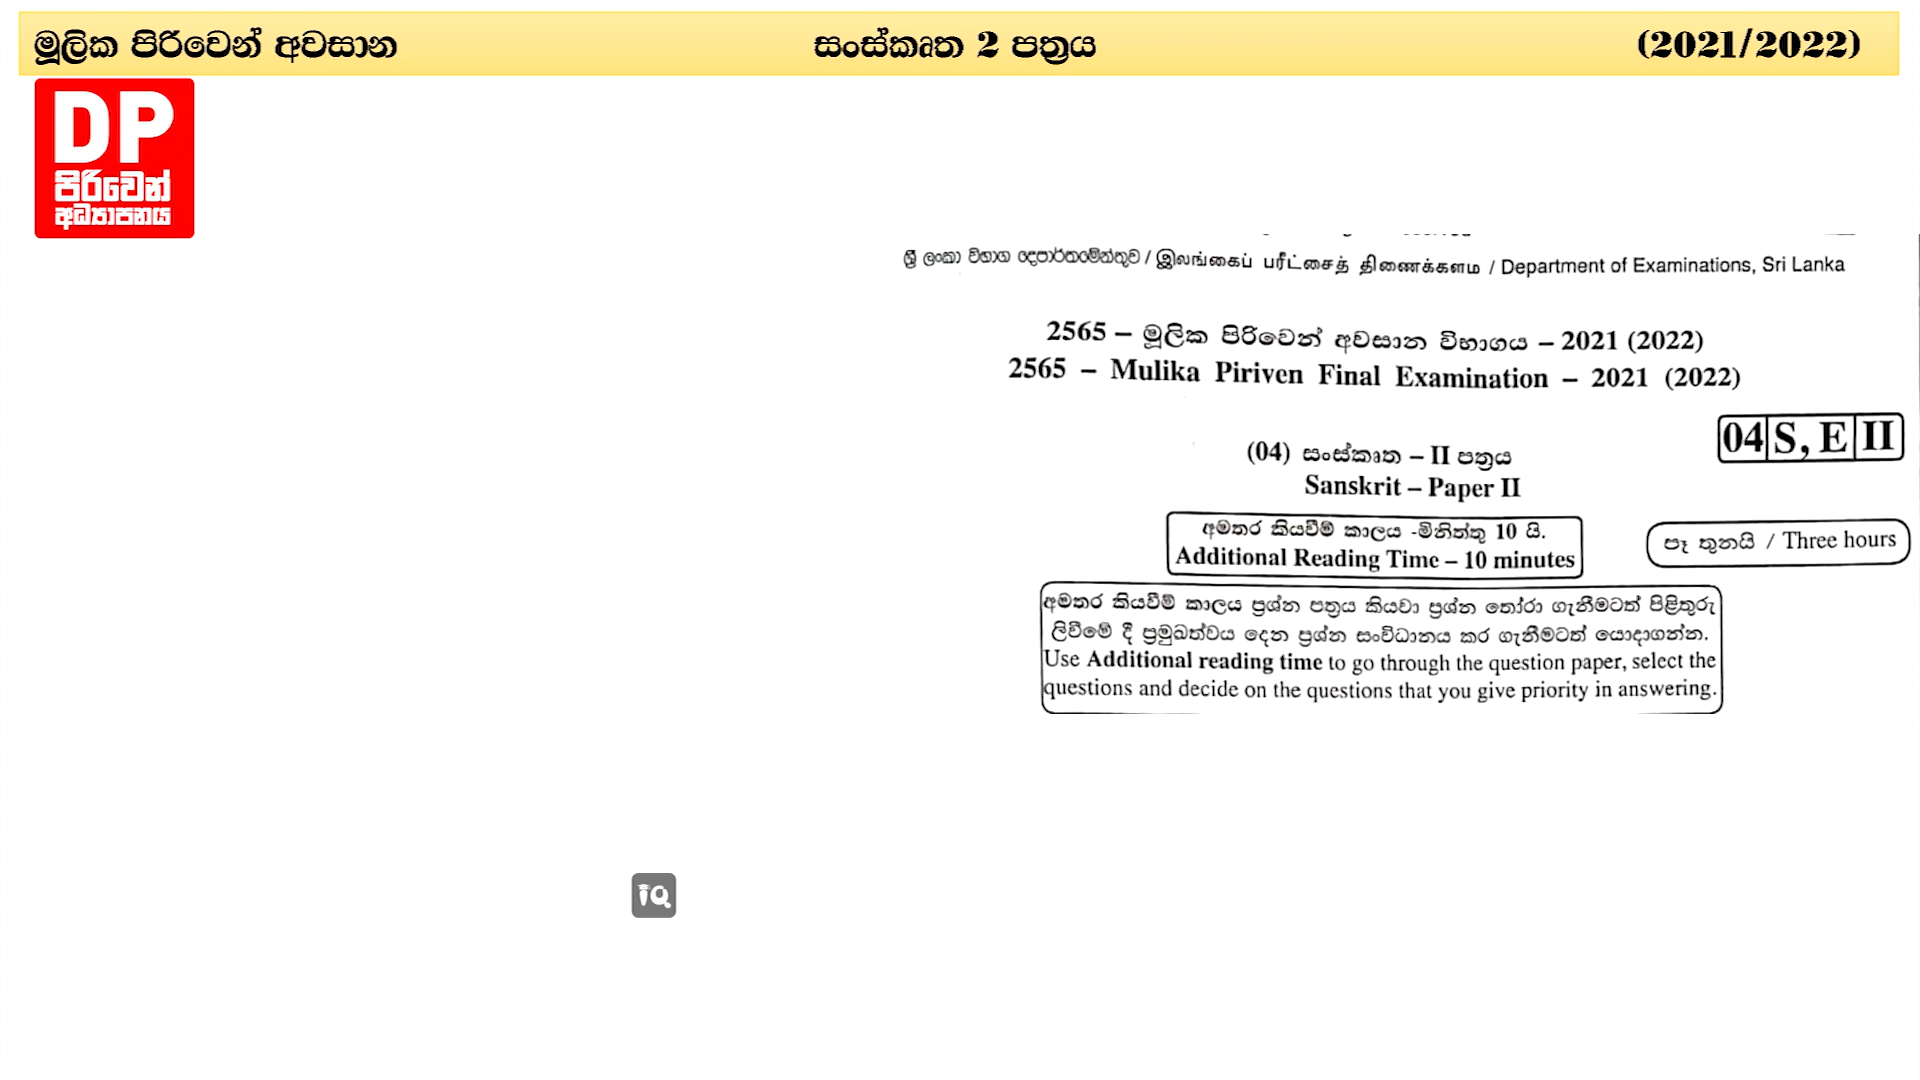 මූලික පිරිවෙන් අවසාන සංස්කෘත 2 පත්‍රය (2021/2022)
DP
පිරිවෙන්
අධ්‍යාපනය
ශ්‍රී ලංකා විභාග දෙපාර්තමේන්තුව / இலங்கைப் பரீட்சைத் திணைக்களம / Department of Examinations, Sri Lanka
2565 – මූලික පිරිවෙන් අවසාන විභාගය – 2021 (2022)
2565 – Mulika Piriven Final Examination – 2021 (2022)
04 S, E II
(04) සංස්කෘත – II පත්‍රය
Sanskrit – Paper II
අමතර කියවීම් කාලය -මිනිත්තු 10 යි.
Additional Reading Time – 10 minutes
පැ තුනයි / Three hours
අමතර කියවීම් කාලය ප්‍රශ්න පත්‍රය කියවා ප්‍රශ්න තෝරා ගැනීමටත් පිළිතුරු
ලිවීමේ දී ප්‍රමුඛත්වය දෙන ප්‍රශ්න සංවිධානය කර ගැනීමටත් යොදාගන්න.
Use Additional reading time to go through the question paper, select the
questions and decide on the questions that you give priority in answering.
iQ